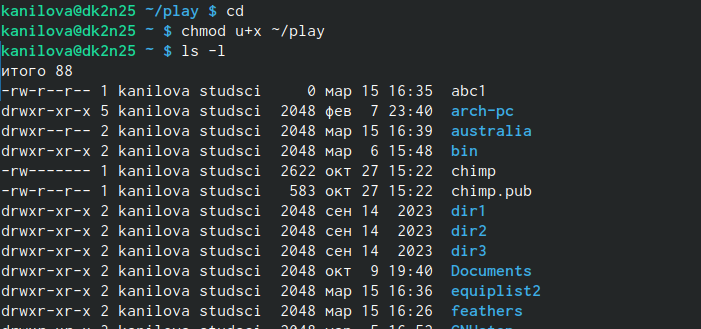 kanilova@dk2n25 ~/play $ cd
kanilova@dk2n25 ~ $ chmod u+x ~/play
kanilova@dk2n25 ~ $ ls -l
итого 88
-rw-r--r-- 1 kanilova studsci    0 мар 15 16:35 abc1
drwxr-xr-x 5 kanilova studsci 2048 фев  7 23:40 arch-pc
drwxr--r-- 2 kanilova studsci 2048 мар 15 16:39 australia
drwxr-xr-x 2 kanilova studsci 2048 мар  6 15:48 bin
-rw------- 1 kanilova studsci 2622 окт 27 15:22 chimp
-rw-r--r-- 1 kanilova studsci  583 окт 27 15:22 chimp.pub
drwxr-xr-x 2 kanilova studsci 2048 сен 14  2023 dir1
drwxr-xr-x 2 kanilova studsci 2048 сен 14  2023 dir2
drwxr-xr-x 2 kanilova studsci 2048 сен 14  2023 dir3
drwxr-xr-x 2 kanilova studsci 2048 окт  9 19:40 Documents
drwxr-xr-x 2 kanilova studsci 2048 мар 15 16:36 equiplist2
drwxr-xr-x 2 kanilova studsci 2048 мар 15 16:26 feathers